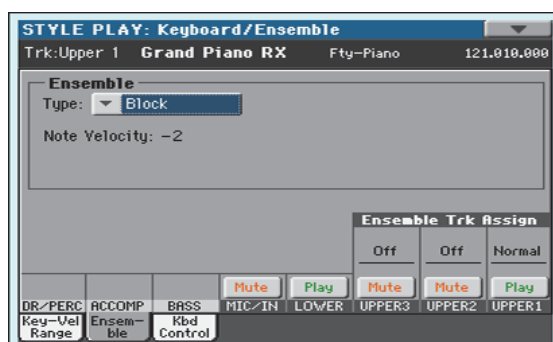 STYLE PLAY: Keyboard/Ensemble
Trk:Upper 1 Grand Piano RX Fty-Piano 121.010.000
Ensemble
Type: Block
Note Velocity: -2
Ensemble Trk Assign
Off Off Normal
Mute Play Mute Mute Play
DR/PERC ACCOMP BASS MIC/IN LOWER UPPER3 UPPER2 UPPER1
Key-Vel Ensem- Kbd
Range ble Control